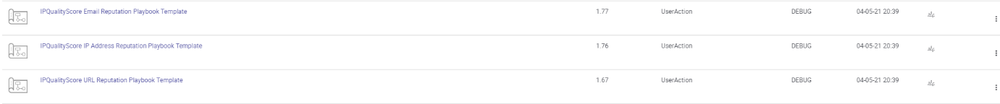 IPQualityScore Email Reputation Playbook Template 1.77 UserAction DEBUG 04-05-21 20:39
IPQualityScore IP Address Reputation Playbook Template 1.76 UserAction DEBUG 04-05-21 20:39
IPQualityScore URL Reputation Playbook Template 1.67 UserAction DEBUG 04-05-21 20:39